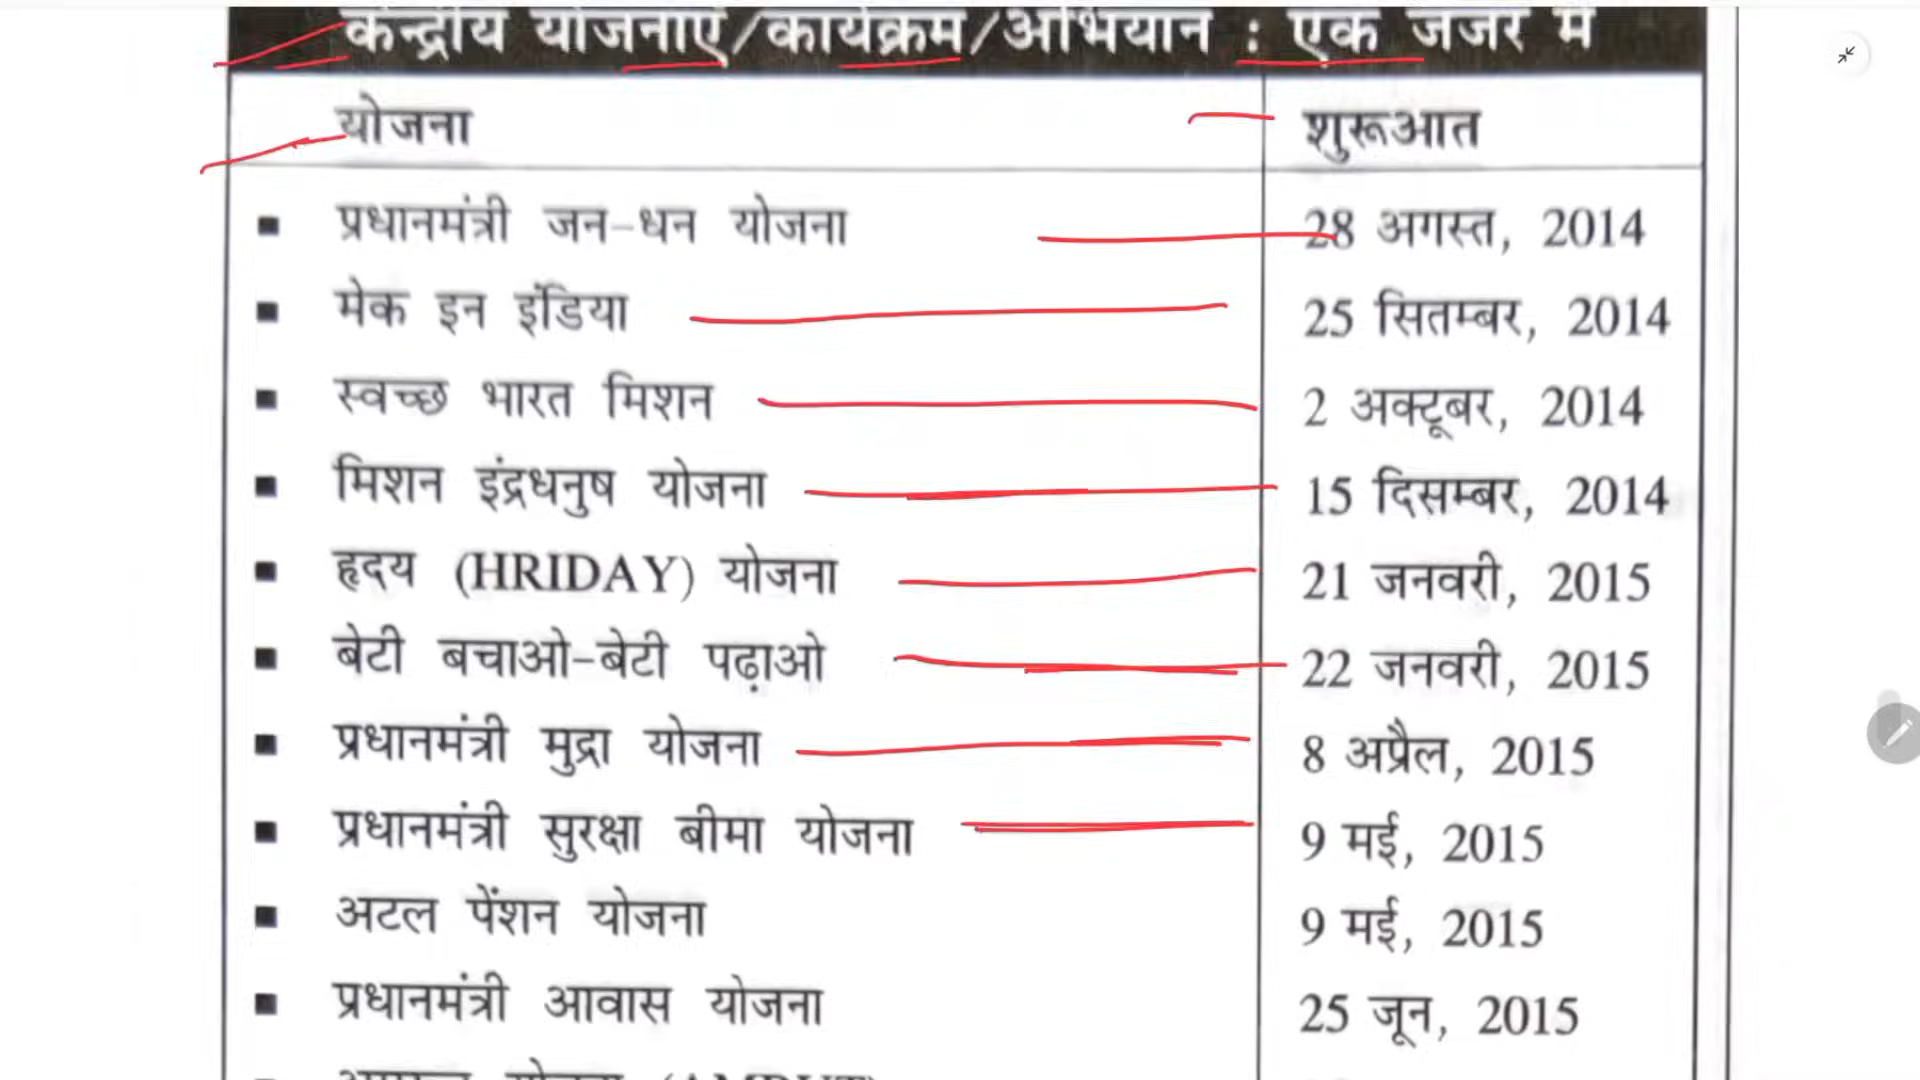 केन्द्रीय योजनाएं/कार्यक्रम/अभियान : एक नजर में
योजना शुरूआत
▪ प्रधानमंत्री जन-धन योजना 28 अगस्त, 2014
▪ मेक इन इंडिया 25 सितम्बर, 2014
▪ स्वच्छ भारत मिशन 2 अक्टूबर, 2014
▪ मिशन इंद्रधनुष योजना 15 दिसम्बर, 2014
▪ हृदय (HRIDAY) योजना 21 जनवरी, 2015
▪ बेटी बचाओ-बेटी पढ़ाओ 22 जनवरी, 2015
▪ प्रधानमंत्री मुद्रा योजना 8 अप्रैल, 2015
▪ प्रधानमंत्री सुरक्षा बीमा योजना 9 मई, 2015
▪ अटल पेंशन योजना 9 मई, 2015
▪ प्रधानमंत्री आवास योजना 25 जून, 2015